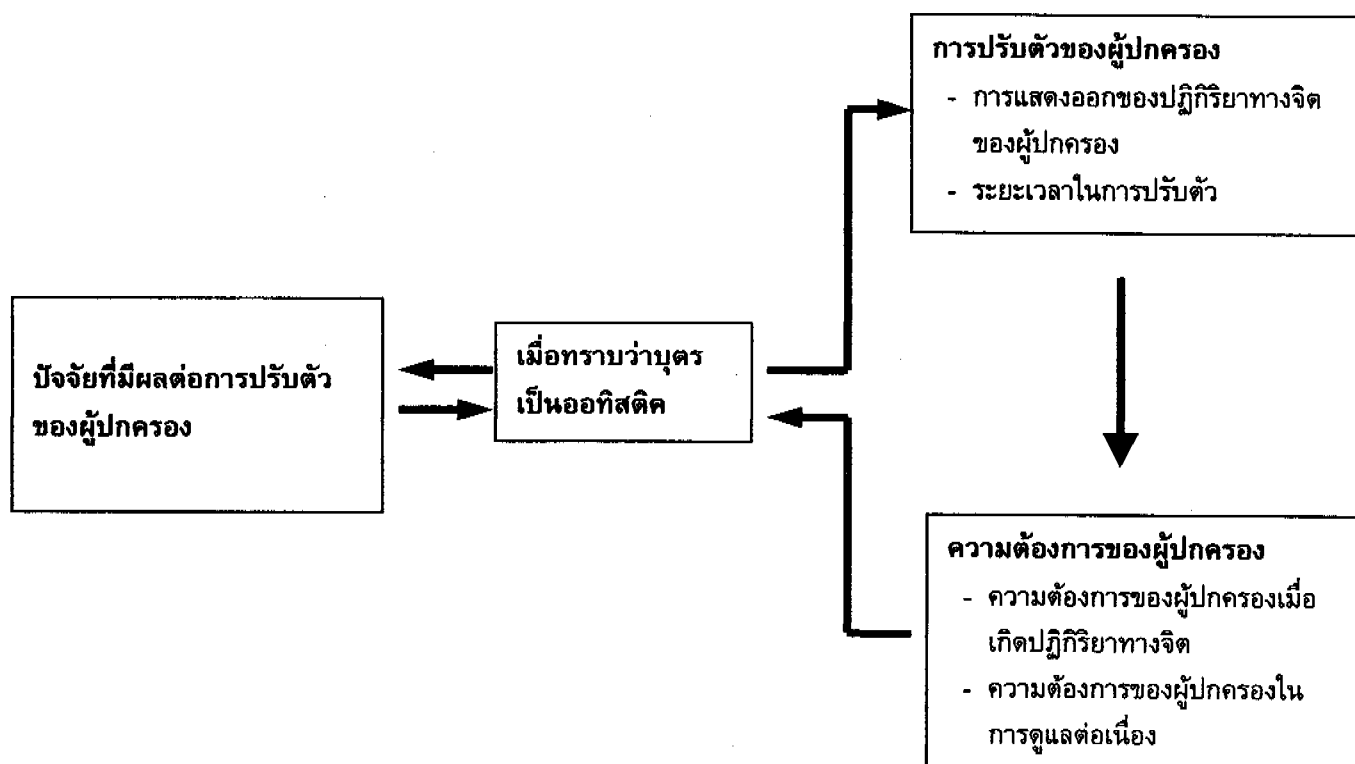 การปรับตัวของผู้ปกครอง
- การแสดงออกของปฏิกิริยาทางจิต
ของผู้ปกครอง
- ระยะเวลาในการปรับตัว
ปัจจัยที่มีผลต่อการปรับตัว
ของผู้ปกครอง
เมื่อทราบว่าบุตร
เป็นออทิสติค
ความต้องการของผู้ปกครอง
- ความต้องการของผู้ปกครองเมื่อ
เกิดปฏิกิริยาทางจิต
- ความต้องการของผู้ปกครองใน
การดูแลต่อเนื่อง